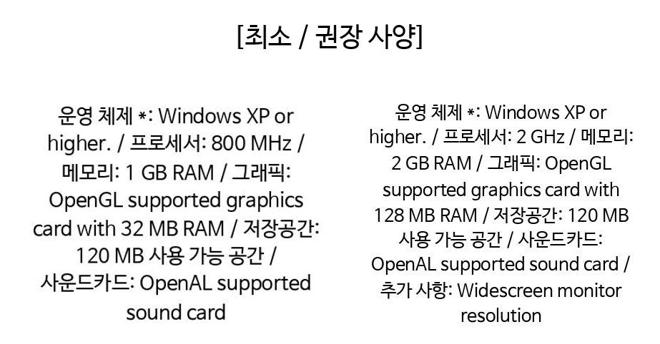 [최소 / 권장 사양]
운영 체제 *: Windows XP or
higher. / 프로세서: 800 MHz /
메모리: 1 GB RAM / 그래픽:
OpenGL supported graphics
card with 32 MB RAM / 저장공간:
120 MB 사용 가능 공간 /
사운드카드: OpenAL supported
sound card
운영 체제 *: Windows XP or
higher. / 프로세서: 2 GHz / 메모리:
2 GB RAM / 그래픽: OpenGL
supported graphics card with
128 MB RAM / 저장공간: 120 MB
사용 가능 공간 / 사운드카드:
OpenAL supported sound card /
추가 사항: Widescreen monitor
resolution